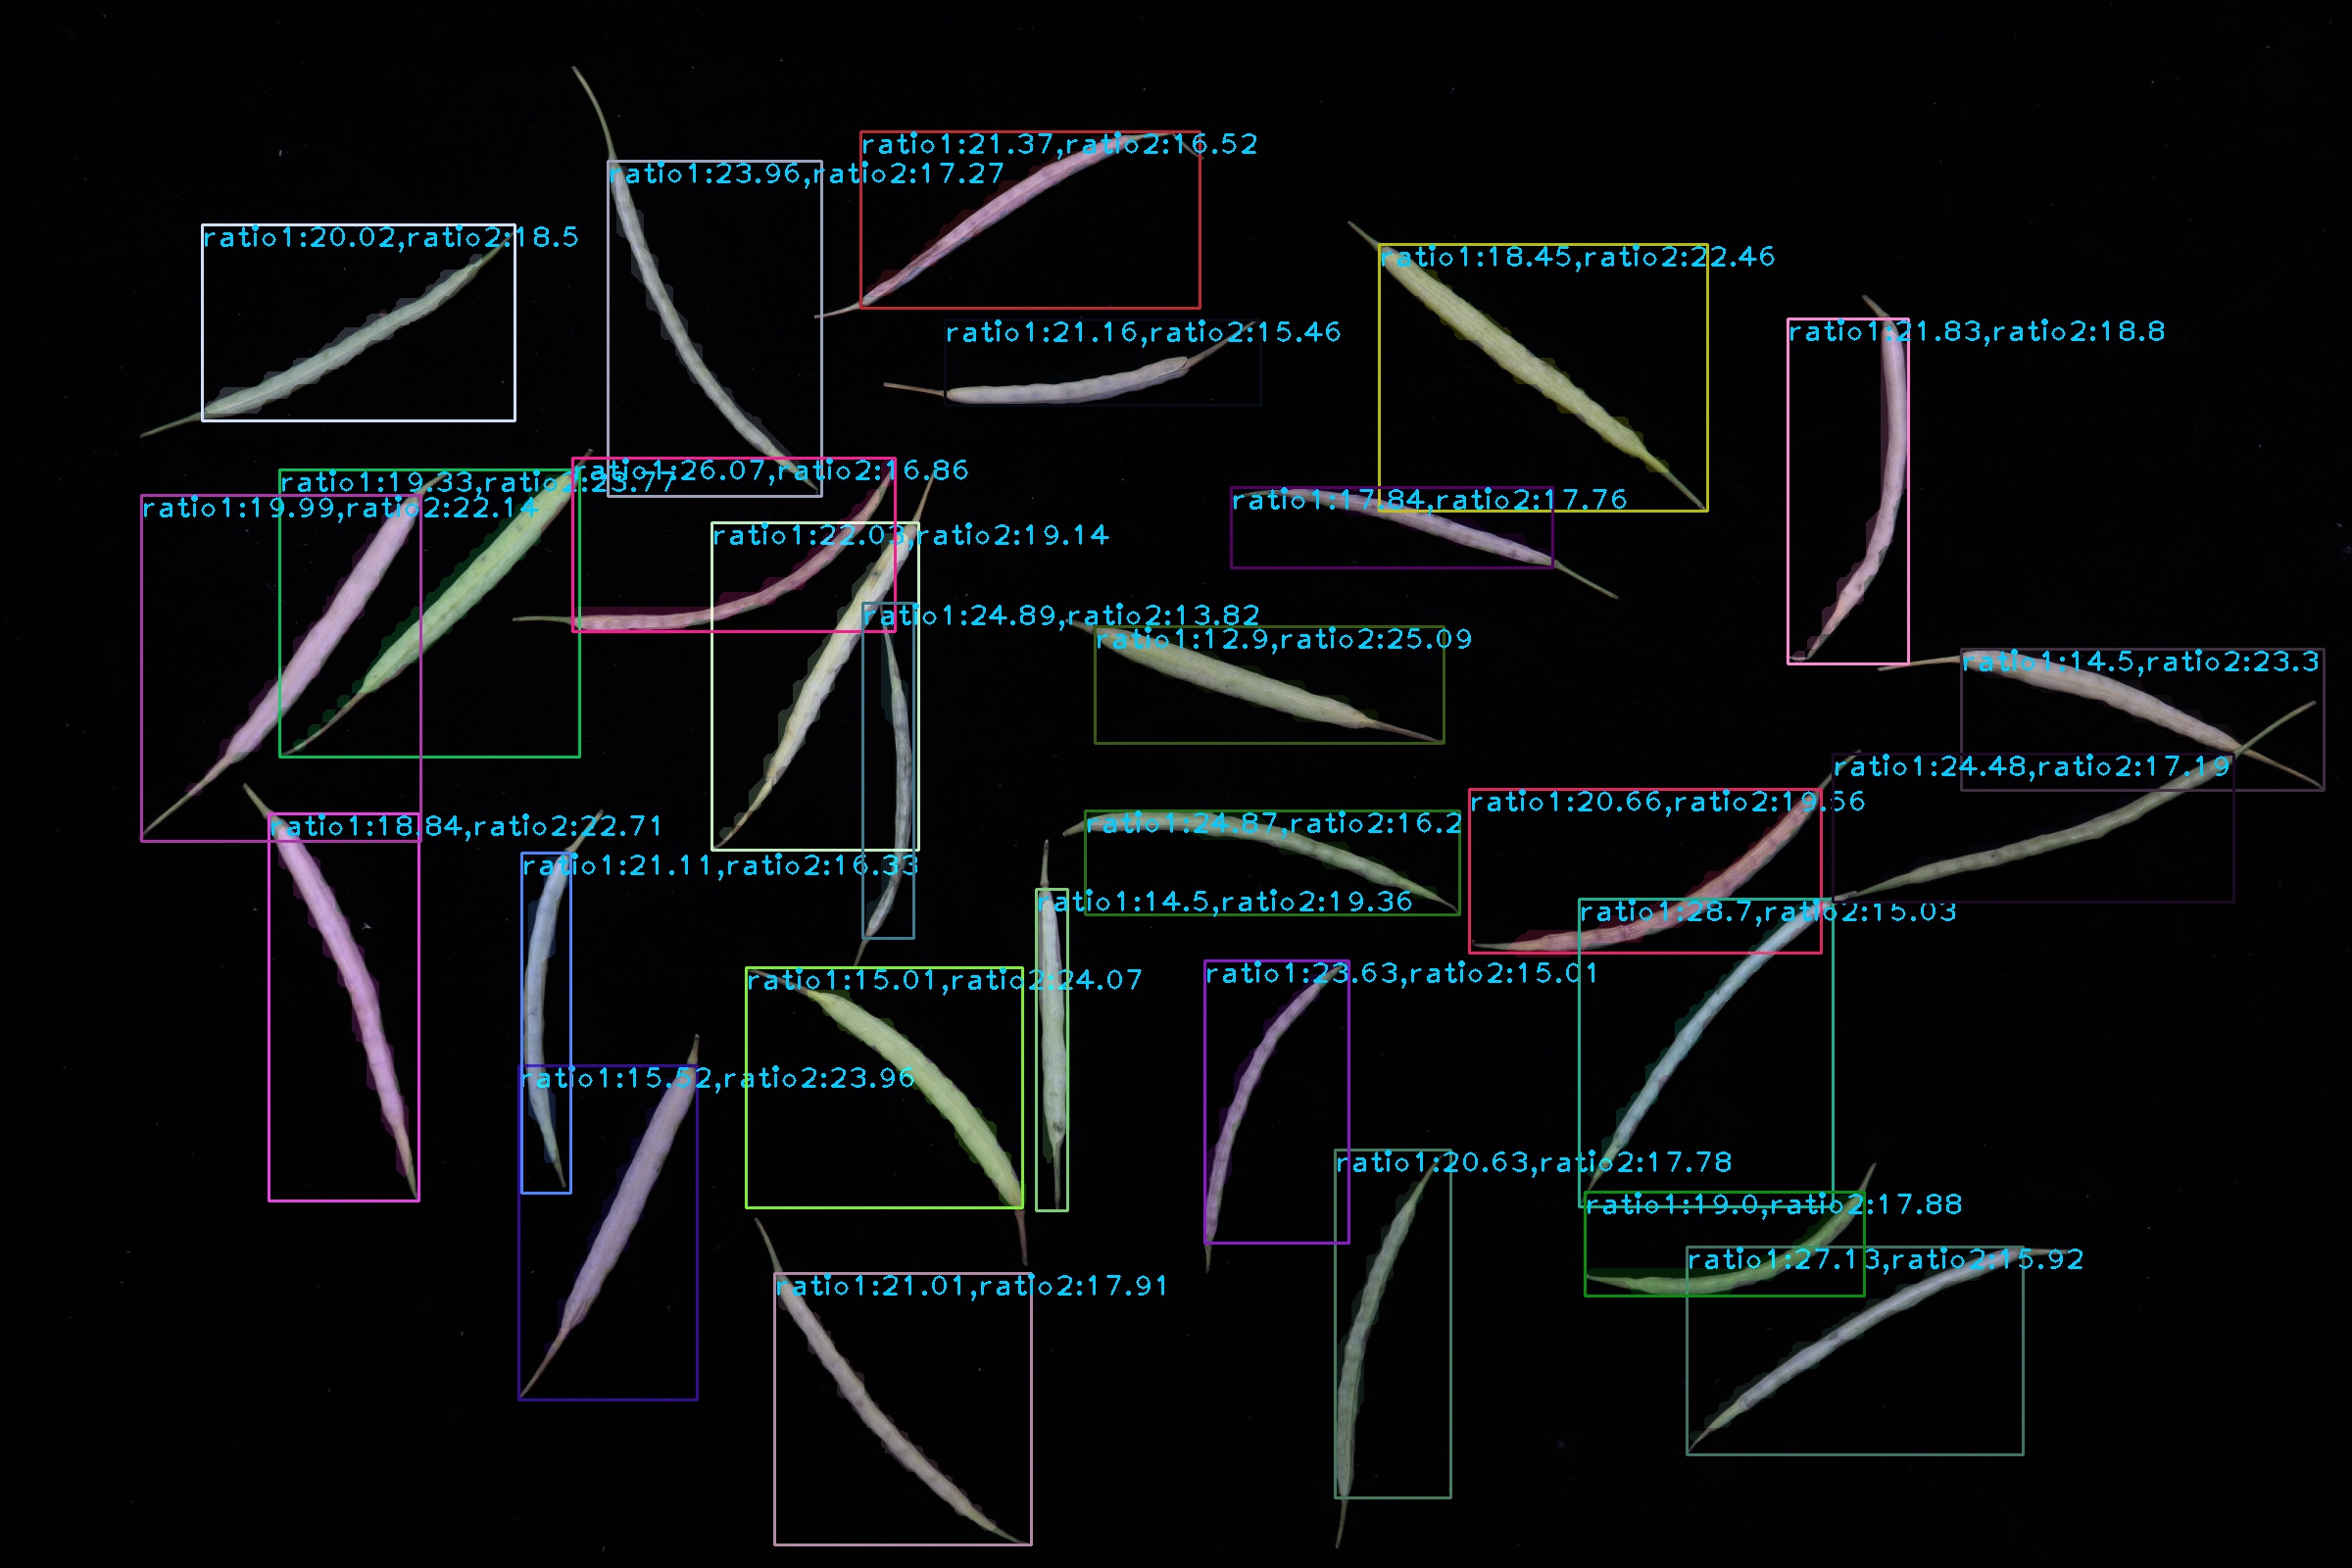 ratio1:21.37,ratio2:16.52
ratio1:23.96,ratio2:17.27
ratio1:20.02,ratio2:18.5
ratio1:18.45,ratio2:22.46
ratio1:21.16,ratio2:15.46
ratio1:21.83,ratio2:18.8
ratio1:26.07,ratio2:16.86
ratio1:19.33,ratio2:23.77
ratio1:19.99,ratio2:22.14
ratio1:17.84,ratio2:17.76
ratio1:22.03,ratio2:19.14
ratio1:24.89,ratio2:13.82
ratio1:12.9,ratio2:25.09
ratio1:14.5,ratio2:23.3
ratio1:24.48,ratio2:17.19
ratio1:20.66,ratio2:19.56
ratio1:24.87,ratio2:16.2
ratio1:18.84,ratio2:22.71
ratio1:21.11,ratio2:16.33
ratio1:14.5,ratio2:19.36
ratio1:28.7,ratio2:15.03
ratio1:23.63,ratio2:15.01
ratio1:15.01,ratio2:24.07
ratio1:15.52,ratio2:23.96
ratio1:20.63,ratio2:17.78
ratio1:19.0,ratio2:17.88
ratio1:27.13,ratio2:15.92
ratio1:21.01,ratio2:17.91